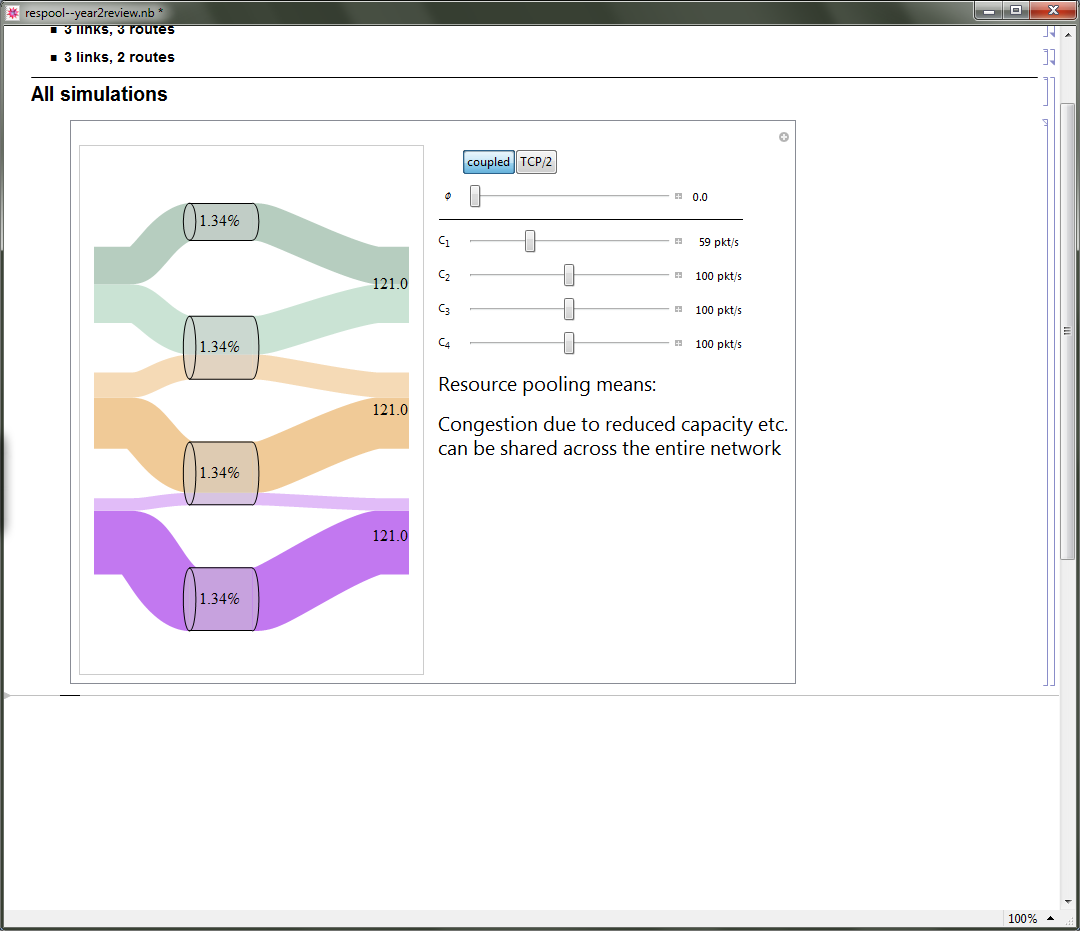 respool--year2review.nb *
3 links, 3 routes
3 links, 2 routes
All simulations
coupled TCP/2
ϕ 0.0
C1 59 pkt/s
C2 100 pkt/s
C3 100 pkt/s
C4 100 pkt/s
Resource pooling means:
Congestion due to reduced capacity etc.
can be shared across the entire network
1.34%
121.0
1.34%
121.0
1.34%
121.0
1.34%
100%